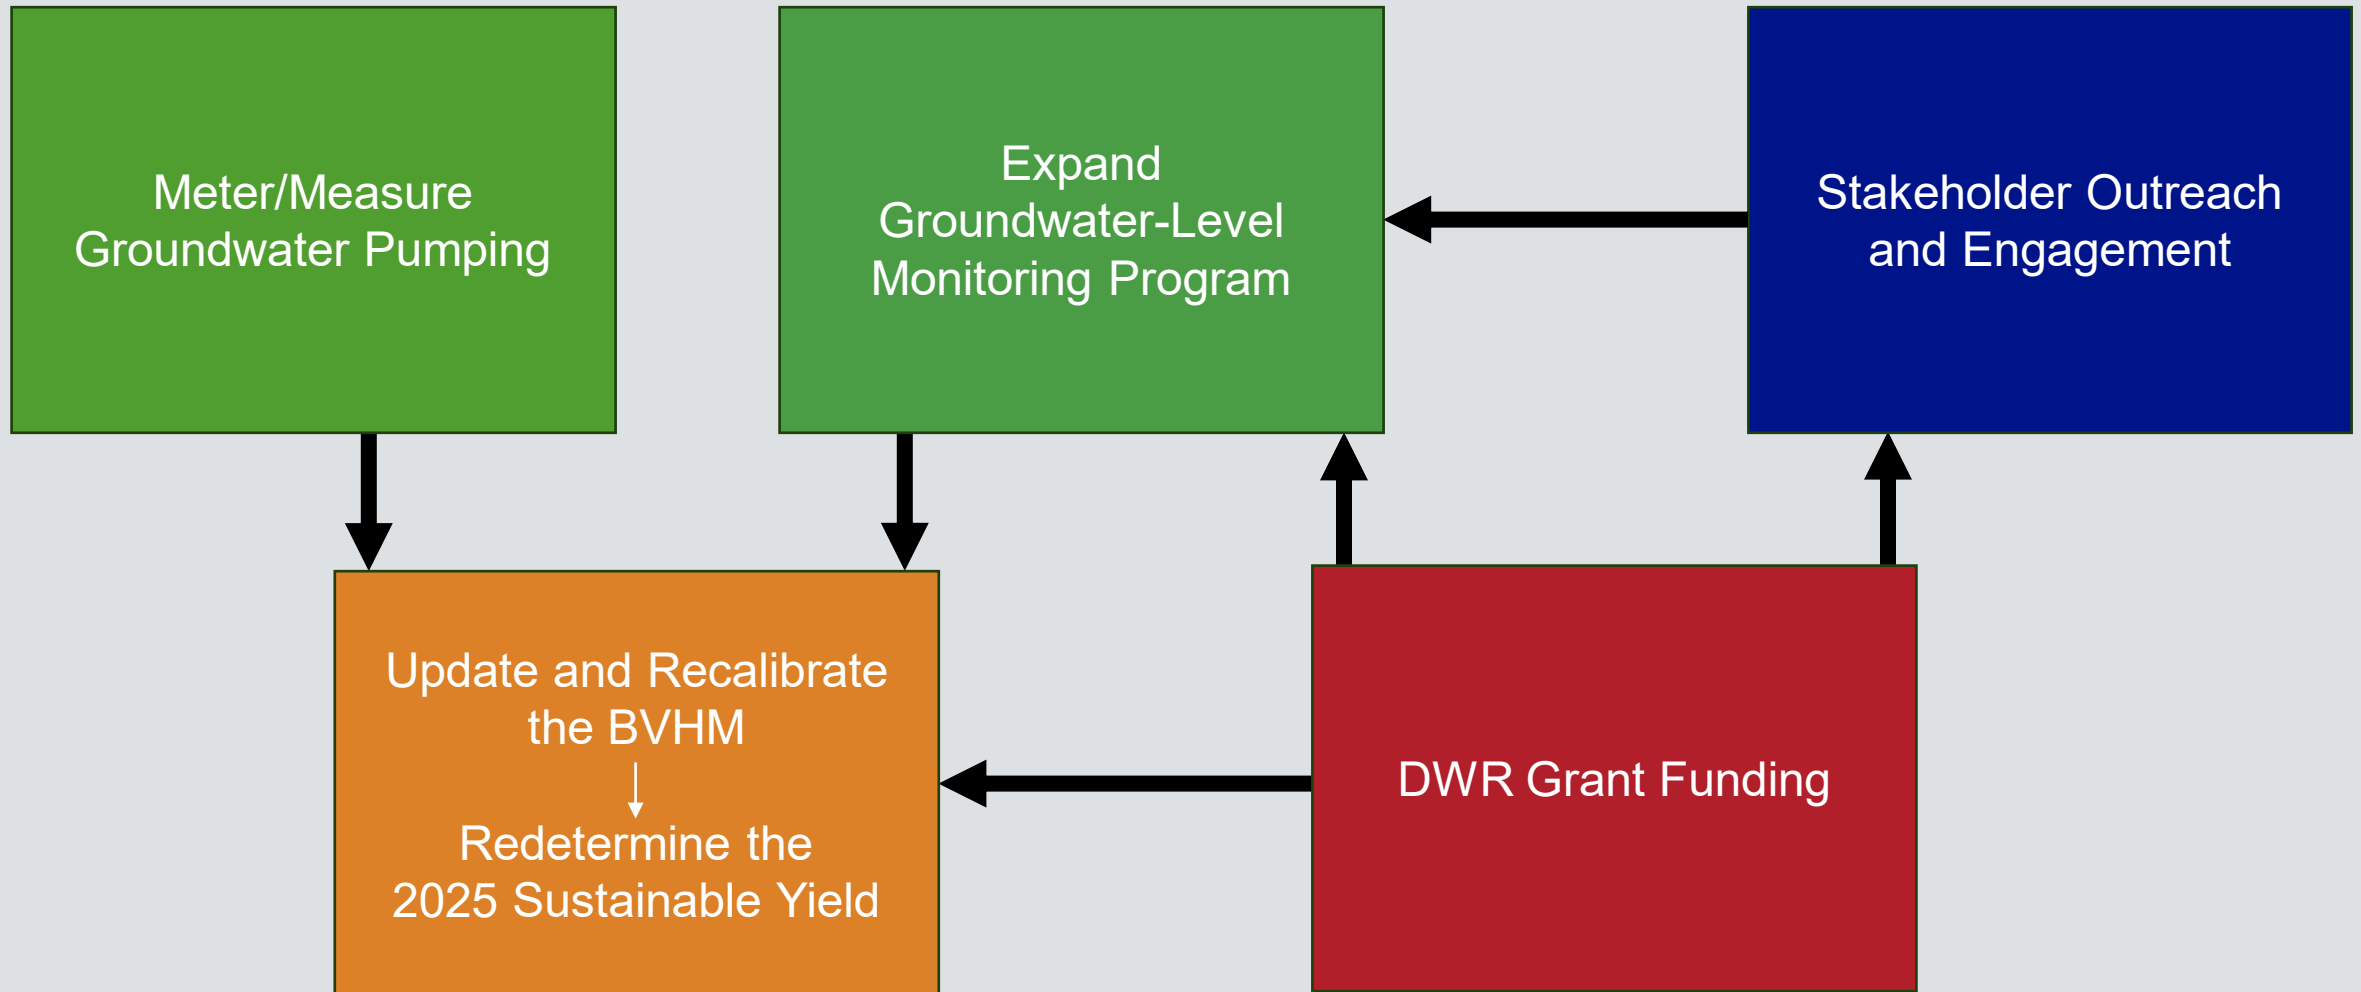 Meter/Measure
Groundwater Pumping
Expand
Groundwater-Level
Monitoring Program
Stakeholder Outreach
and Engagement
Update and Recalibrate
the BVHM
Redetermine the
2025 Sustainable Yield
DWR Grant Funding